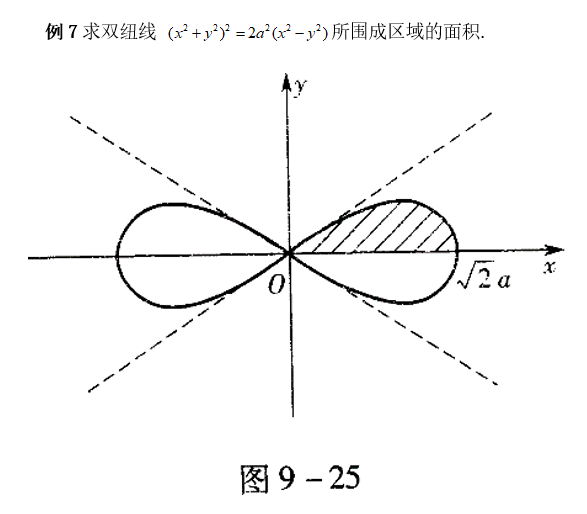 例7求双纽线 (x²+y²)²=2a²(x²−y²)所围成区域的面积.
y
O
√2 a
x
图 9-25